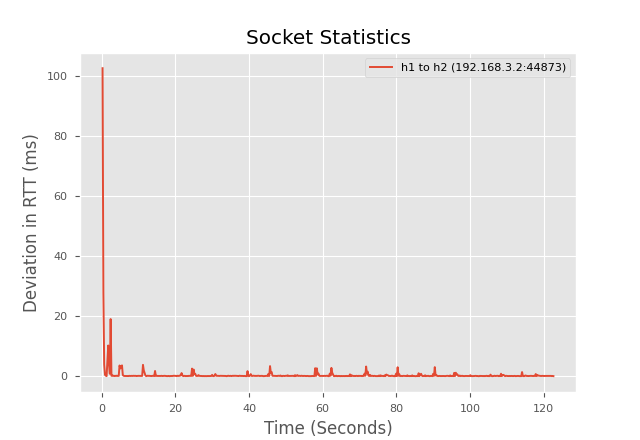 Socket Statistics
h1 to h2 (192.168.3.2:44873)
Deviation in RTT (ms)
100
80
60
40
20
0
0 20 40 60 80 100 120
Time (Seconds)